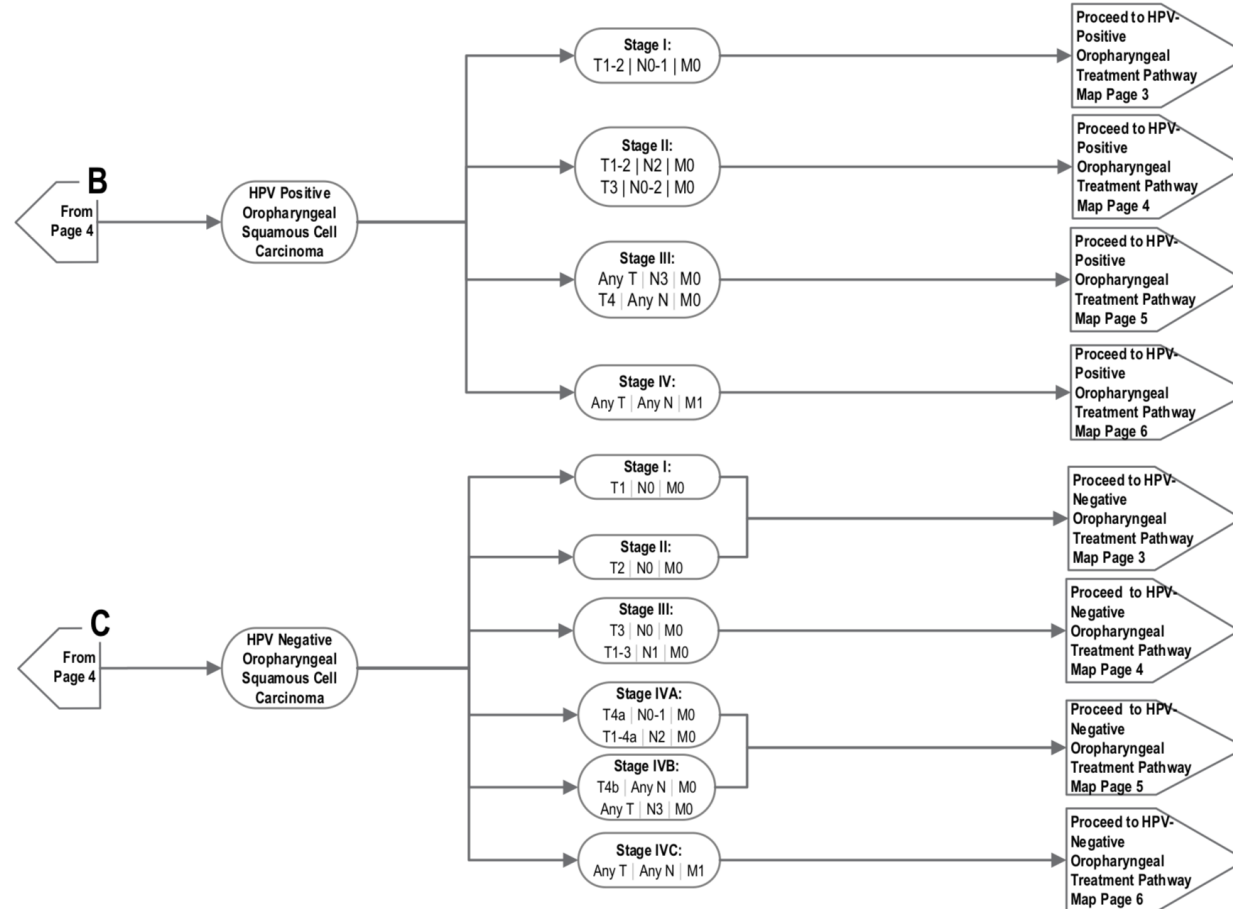 B
From
Page 4
HPV Positive
Oropharyngeal
Squamous Cell
Carcinoma
Stage I:
T1-2 | N0-1 | M0
Proceed to HPV-
Positive
Oropharyngeal
Treatment Pathway
Map Page 3
Stage II:
T1-2 | N2 | M0
T3 | N0-2 | M0
Proceed to HPV-
Positive
Oropharyngeal
Treatment Pathway
Map Page 4
Stage III:
Any T | N3 | M0
T4 | Any N | M0
Proceed to HPV-
Positive
Oropharyngeal
Treatment Pathway
Map Page 5
Stage IV:
Any T | Any N | M1
Proceed to HPV-
Positive
Oropharyngeal
Treatment Pathway
Map Page 6
C
From
Page 4
HPV Negative
Oropharyngeal
Squamous Cell
Carcinoma
Stage I:
T1 | N0 | M0
Stage II:
T2 | N0 | M0
Proceed to HPV-
Negative
Oropharyngeal
Treatment Pathway
Map Page 3
Stage III:
T3 | N0 | M0
T1-3 | N1 | M0
Proceed to HPV-
Negative
Oropharyngeal
Treatment Pathway
Map Page 4
Stage IVA:
T4a | N0-1 | M0
T1-4a | N2 | M0
Stage IVB:
T4b | Any N | M0
Any T | N3 | M0
Proceed to HPV-
Negative
Oropharyngeal
Treatment Pathway
Map Page 5
Stage IVC:
Any T | Any N | M1
Proceed to HPV-
Negative
Oropharyngeal
Treatment Pathway
Map Page 6